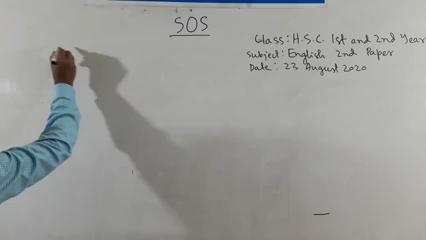 SOS
Class: H.S.C. 1st and 2nd Year
Subject: English 2nd Paper
Date: 23 August 2020